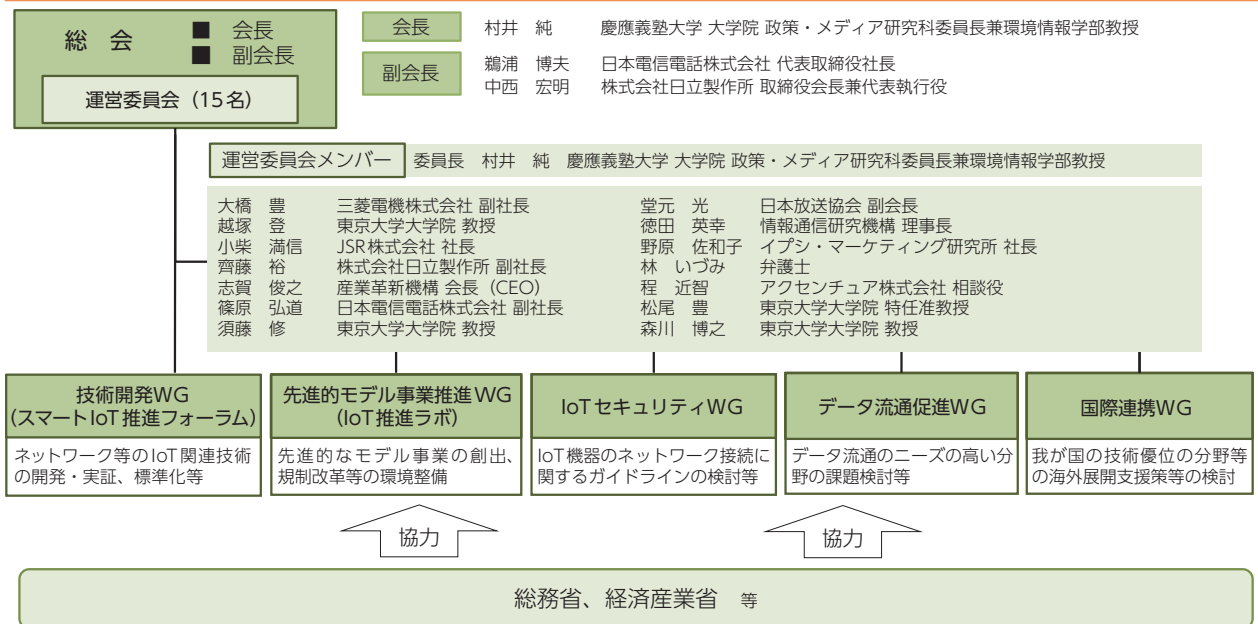 総　会　■ 会長
■ 副会長
運営委員会（15名）
会長　村井　純　慶應義塾大学 大学院 政策・メディア研究科委員長兼環境情報学部教授
副会長　鵜浦　博夫　日本電信電話株式会社 代表取締役社長
中西　宏明　株式会社日立製作所 取締役会長兼代表執行役
運営委員会メンバー　委員長　村井　純　慶應義塾大学 大学院 政策・メディア研究科委員長兼環境情報学部教授
大橋　豊　三菱電機株式会社 副社長
越塚　登　東京大学大学院 教授
小柴　満信　JSR株式会社 社長
齊藤　裕　株式会社日立製作所 副社長
志賀　俊之　産業革新機構 会長（CEO）
篠原　弘道　日本電信電話株式会社 副社長
須藤　修　東京大学大学院 教授
堂元　光　日本放送協会 副会長
徳田　英幸　情報通信研究機構 理事長
野原　佐和子　イプシ・マーケティング研究所 社長
林　いづみ　弁護士
程　近智　アクセンチュア株式会社 相談役
松尾　豊　東京大学大学院 特任准教授
森川　博之　東京大学大学院 教授
技術開発WG
(スマートIoT推進フォーラム)
ネットワーク等のIoT関連技術
の開発・実証、標準化等
先進的モデル事業推進WG
(IoT推進ラボ)
先進的なモデル事業の創出、
規制改革等の環境整備
IoTセキュリティWG
IoT機器のネットワーク接続に
関するガイドラインの検討等
データ流通促進WG
データ流通のニーズの高い分
野の課題検討等
国際連携WG
我が国の技術優位の分野等
の海外展開支援策等の検討
協力
協力
総務省、経済産業省　等